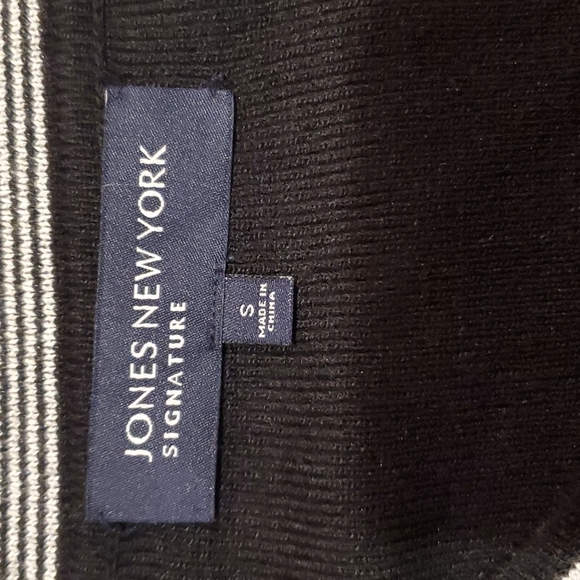 JONES NEW YORK
SIGNATURE
S
MADE IN
CHINA